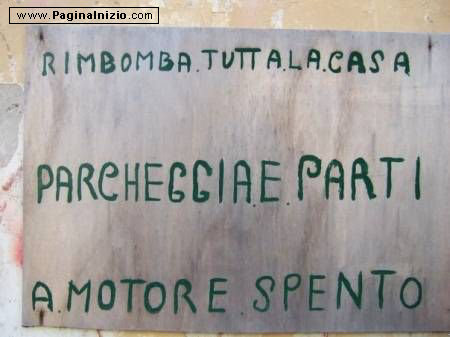 www.PaginaInizio.com
RIMBOMBA.TUTTA.LA.CASA
PARCHEGGIA.E.PARTI
A.MOTORE.SPENTO